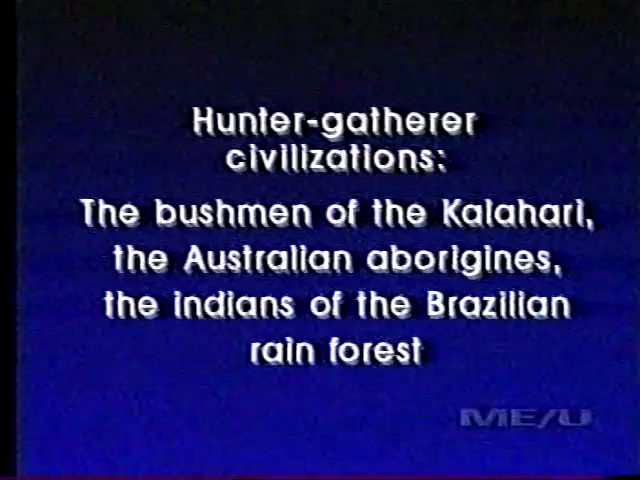 Hunter-gatherer
civilizations:
The bushmen of the Kalahari,
the Australian aborigines,
the indians of the Brazilian
rain forest
ME/U